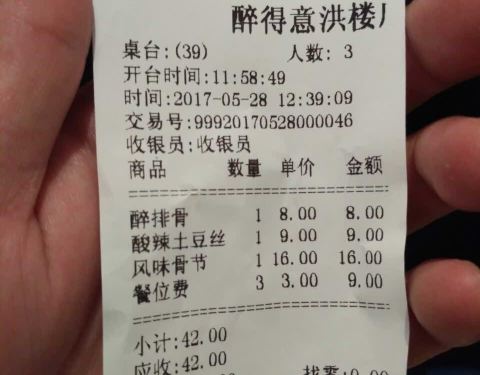 醉得意洪楼
桌台:(39) 人数: 3
开台时间:11:58:49
时间:2017-05-28 12:39:09
交易号:99920170528000046
收银员:收银员
商品 数量 单价 金额
醉排骨 1 8.00 8.00
酸辣土豆丝 1 9.00 9.00
风味骨节 1 16.00 16.00
餐位费 3 3.00 9.00
小计:42.00
应收:42.00
找零:0.00